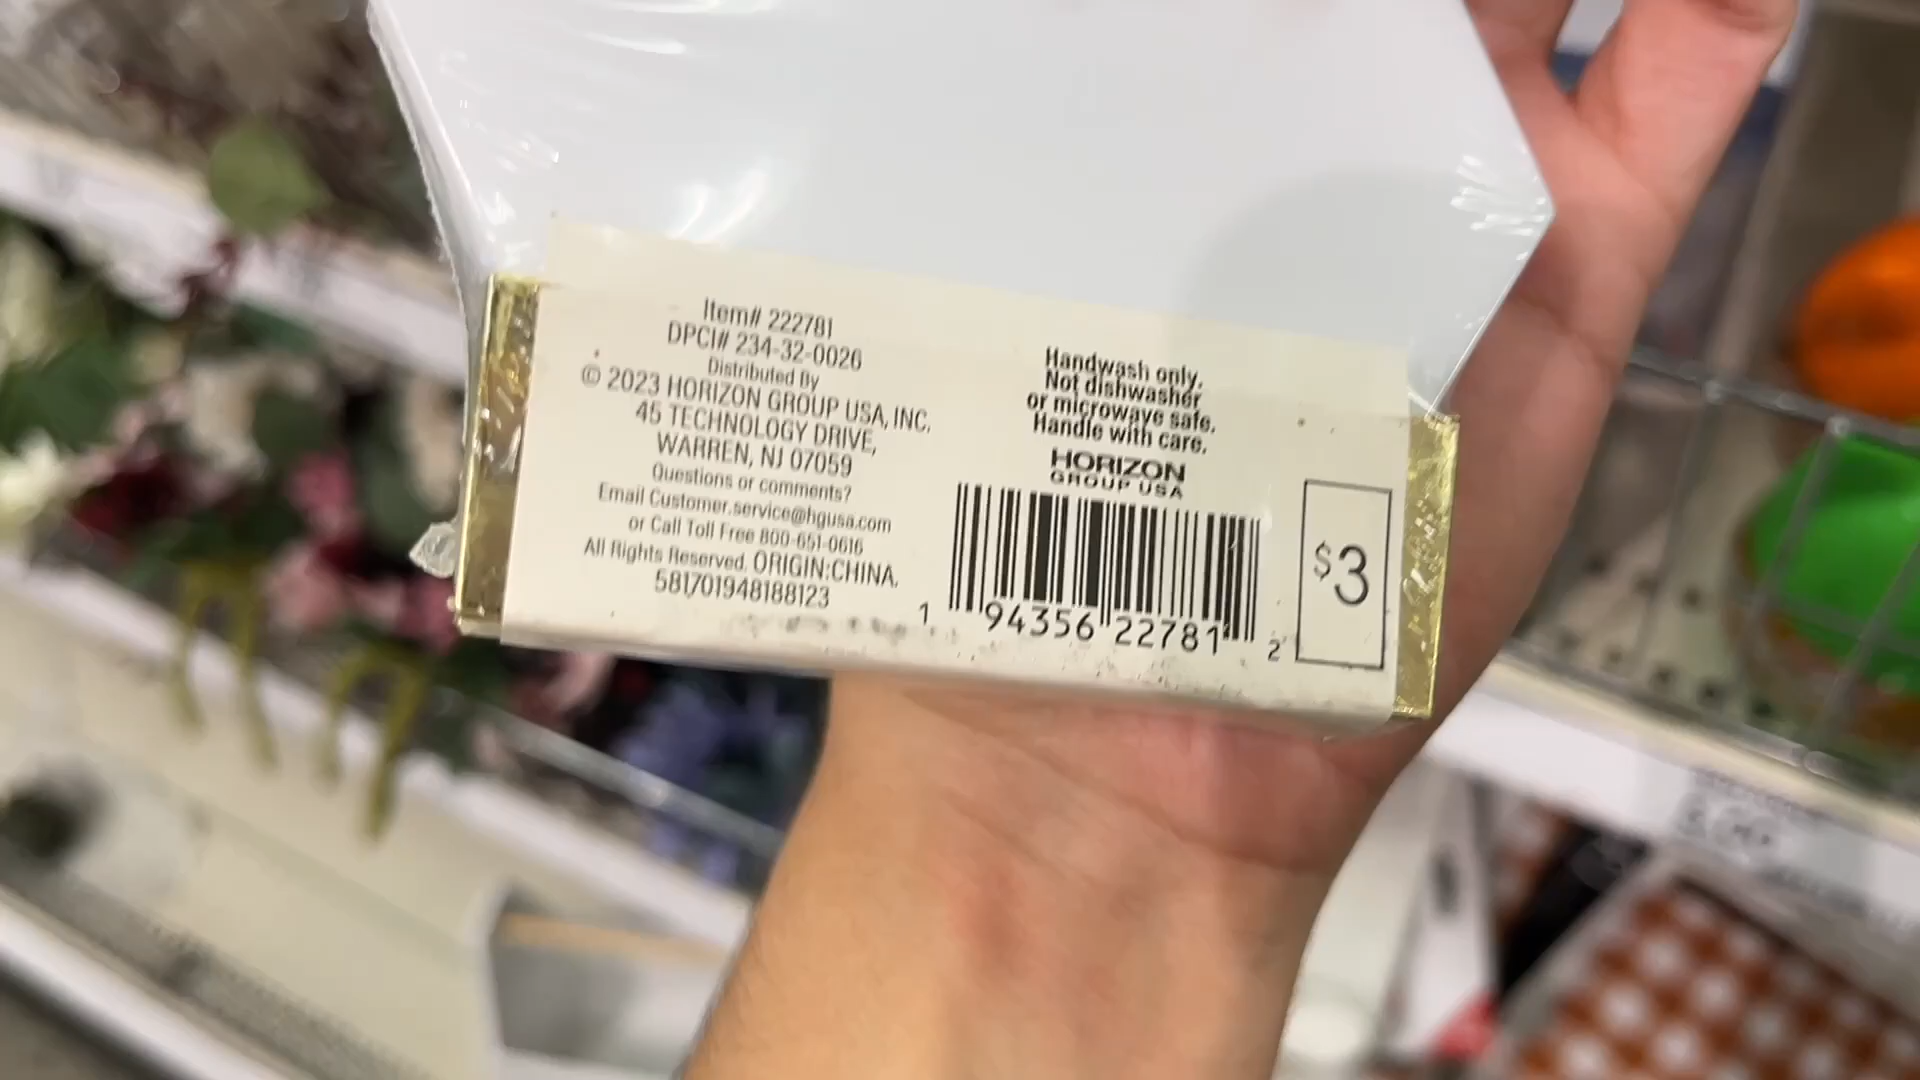 Item# 222781
DPCI# 234-32-0026
Distributed By
© 2023 HORIZON GROUP USA, INC.
45 TECHNOLOGY DRIVE,
WARREN, NJ 07059
Questions or comments?
Email Customer.service@hgusa.com
or Call Toll Free 800-651-0616
All Rights Reserved. ORIGIN:CHINA.
581701948188123
Handwash only.
Not dishwasher
or microwave safe.
Handle with care.
HORIZON
GROUP USA
1 94356 22781 2
$3